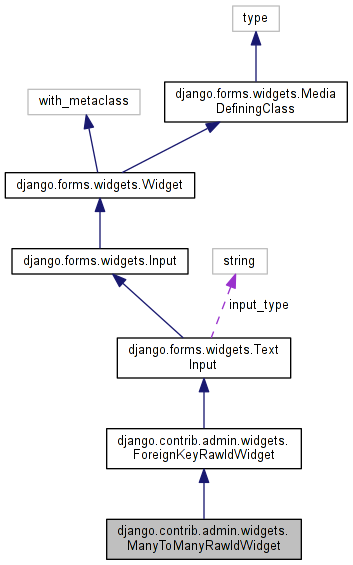 type
with_metaclass
django.forms.widgets.Media
DefiningClass
django.forms.widgets.Widget
django.forms.widgets.Input
string
input_type
django.forms.widgets.Text
Input
django.contrib.admin.widgets.
ForeignKeyRawIdWidget
django.contrib.admin.widgets.
ManyToManyRawIdWidget